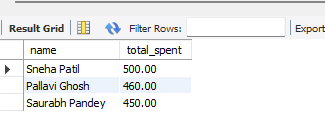 Result Grid Filter Rows: Export
name total_spent
Sneha Patil 500.00
Pallavi Ghosh 460.00
Saurabh Pandey 450.00